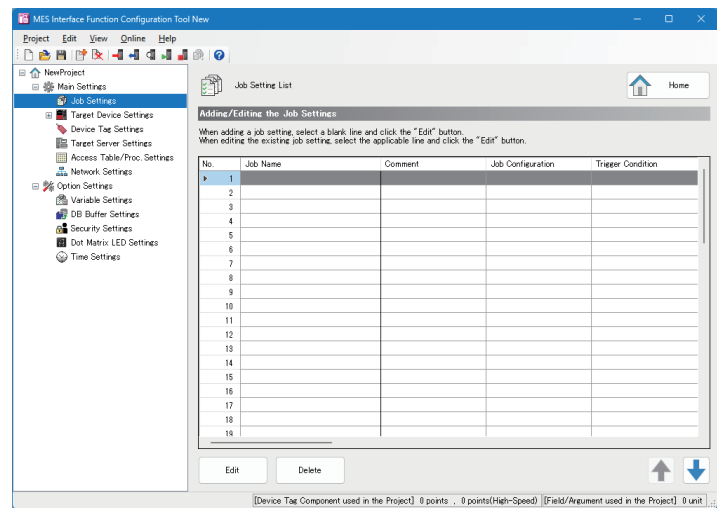 MES Interface Function Configuration Tool New
Project Edit View Online Help
NewProject
Main Settings
Job Settings
Target Device Settings
Device Tag Settings
Target Server Settings
Access Table/Proc. Settings
Network Settings
Option Settings
Variable Settings
DB Buffer Settings
Security Settings
Dot Matrix LED Settings
Time Settings
Job Setting List
Home
Adding/Editing the Job Settings
When adding a job setting, select a blank line and click the "Edit" button.
When editing the existing job setting, select the applicable line and click the "Edit" button.
No. Job Name Comment Job Configuration Trigger Condition
1
2
3
4
5
6
7
8
9
10
11
12
13
14
15
16
17
18
19
Edit Delete
[Device Tag Component used in the Project] 0 points , 0 points(High-Speed) [Field/Argument used in the Project] 0 unit